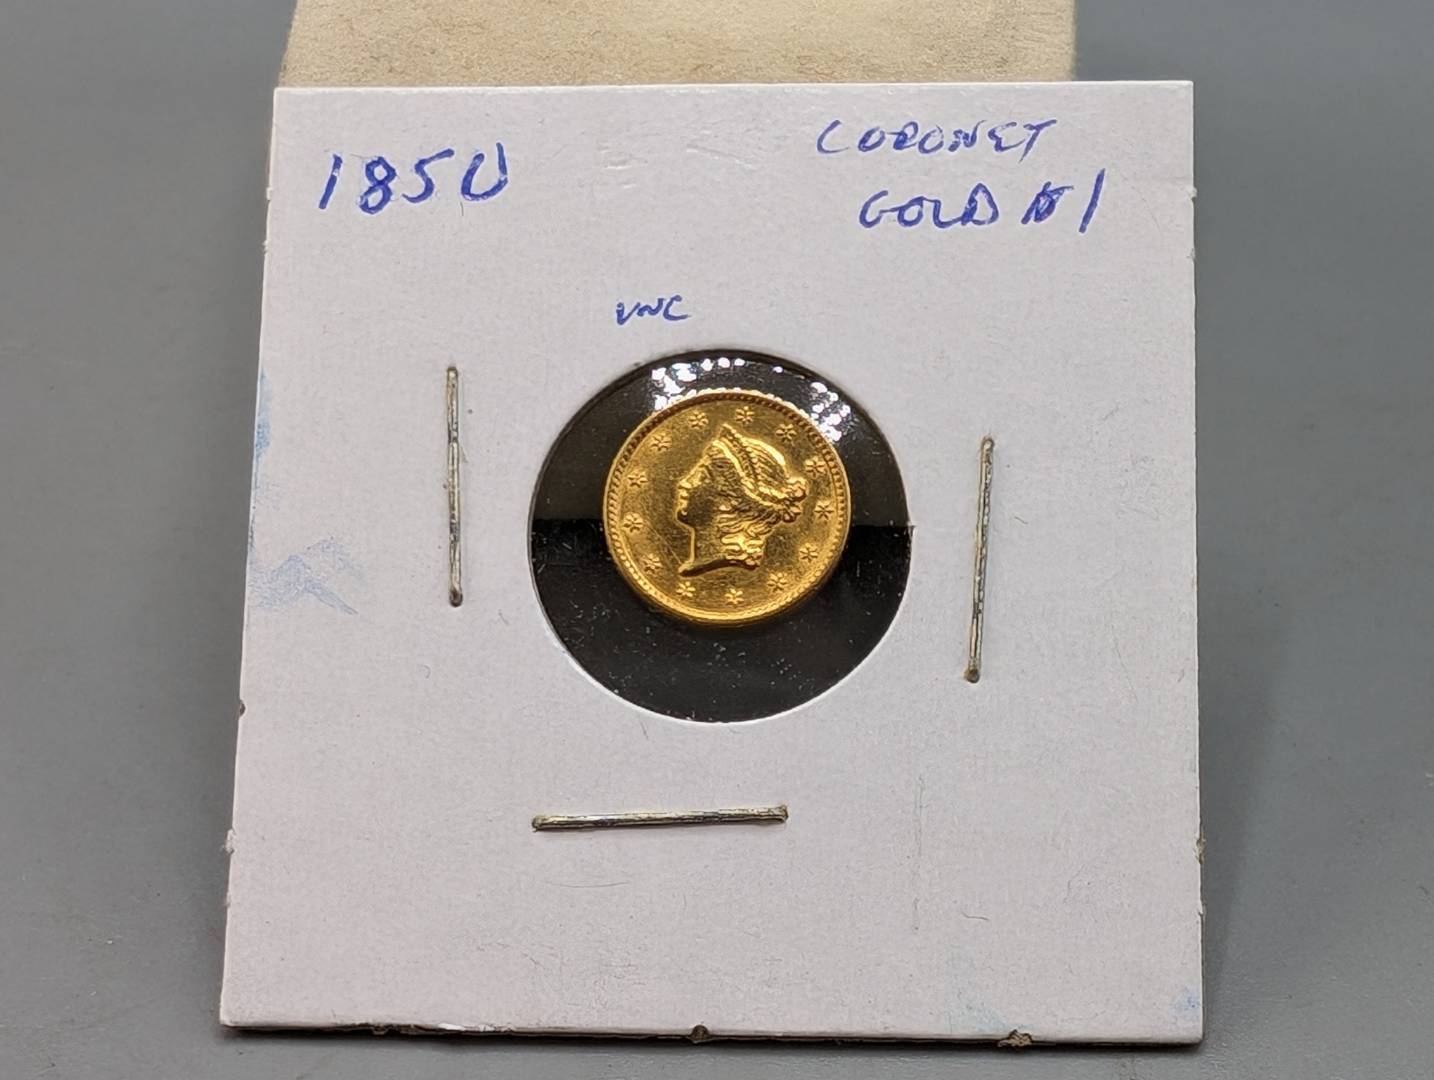 1850
CORONET
GOLD $1
UNC